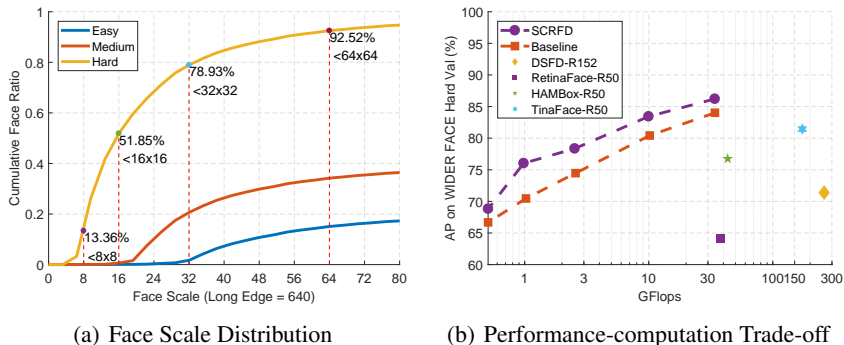 1
0.8
0.6
0.4
0.2
0
Cumulative Face Ratio
Easy
Medium
Hard
92.52%
<64x64
78.93%
<32x32
51.85%
<16x16
13.36%
<8x8
0 8 16 24 32 40 48 56 64 72 80
Face Scale (Long Edge = 640)
(a) Face Scale Distribution
100
95
90
85
80
75
70
65
60
AP on WIDER FACE Hard Val (%)
SCRFD
Baseline
DSFD-R152
RetinaFace-R50
HAMBox-R50
TinaFace-R50
1 3 10 30 100 150 300
GFlops
(b) Performance-computation Trade-off